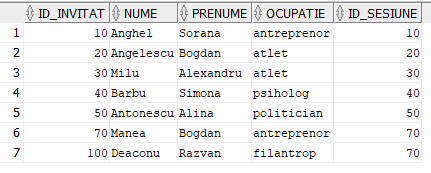 ID_INVITAT NUME PRENUME OCUPATIE ID_SESIUNE
1 10 Anghel Sorana antreprenor 10
2 20 Angelescu Bogdan atlet 20
3 30 Milu Alexandru atlet 30
4 40 Barbu Simona psiholog 40
5 50 Antonescu Alina politician 50
6 70 Manea Bogdan antreprenor 70
7 100 Deaconu Razvan filantrop 70